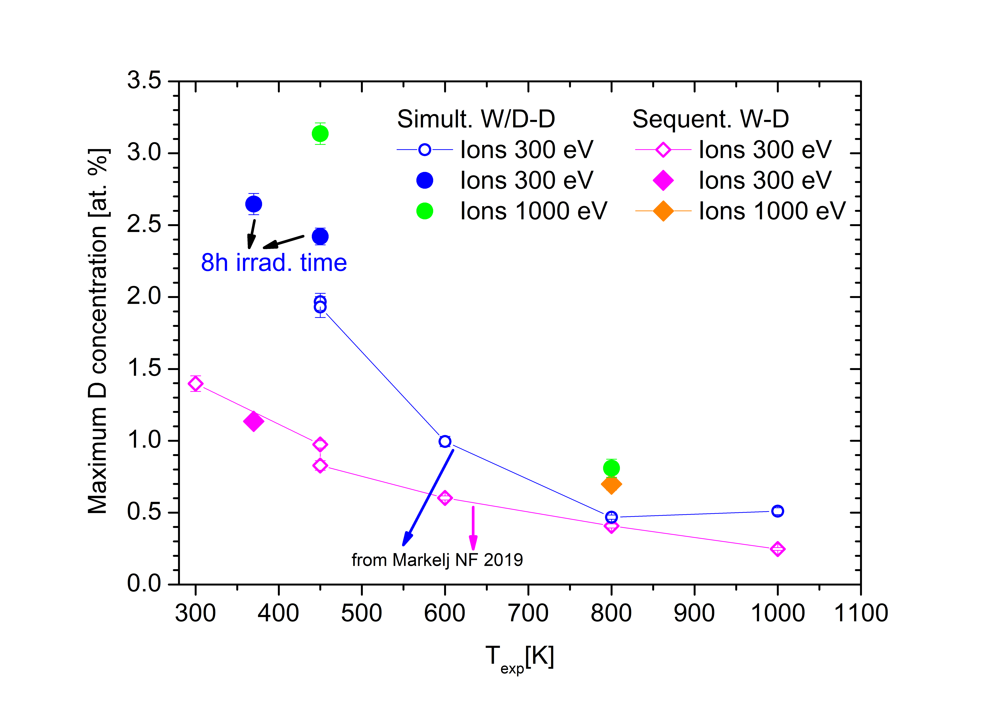 3.5
3.0
2.5
2.0
1.5
1.0
0.5
0.0
Maximum D concentration [at. %]
Simult. W/D-D
Ions 300 eV
Ions 300 eV
Ions 1000 eV
Sequent. W-D
Ions 300 eV
Ions 300 eV
Ions 1000 eV
8h irrad. time
from Markelj NF 2019
300 400 500 600 700 800 900 1000 1100
Texp[K]